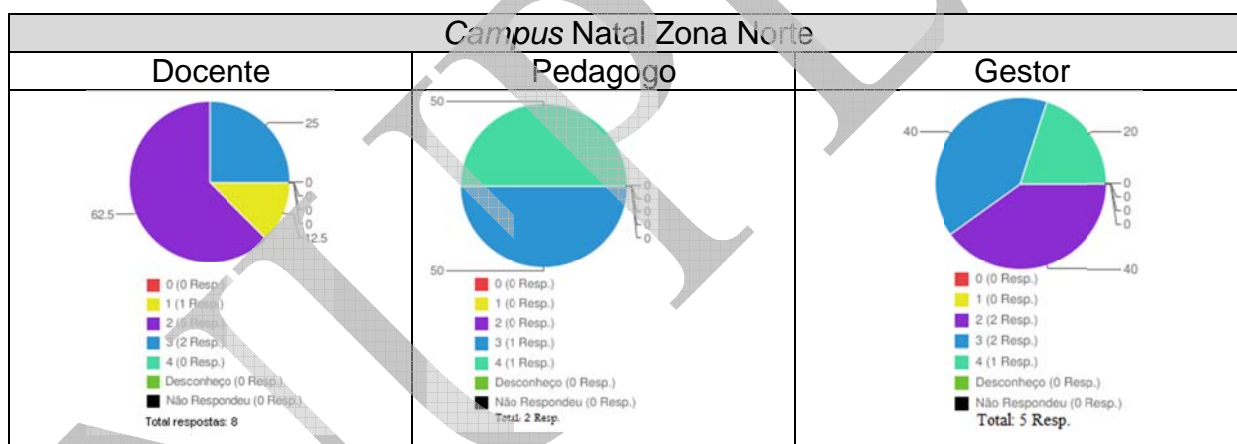 Campus Natal Zona Norte
Docente
Pedagogo
Gestor
25
0
0
0
0
12.5
62.5
0 (0 Resp.)
1 (1 Resp.)
2 (5 Resp.)
3 (2 Resp.)
4 (0 Resp.)
Desconheço (0 Resp.)
Não Respondeu (0 Resp.)
Total respostas: 8
50
0
0
0
0
0
50
0 (0 Resp.)
1 (0 Resp.)
2 (0 Resp.)
3 (1 Resp.)
4 (1 Resp.)
Desconheço (0 Resp.)
Não Respondeu (0 Resp.)
Total: 2 Resp.
40
20
0
0
0
0
40
0 (0 Resp.)
1 (0 Resp.)
2 (2 Resp.)
3 (2 Resp.)
4 (1 Resp.)
Desconheço (0 Resp.)
Não Respondeu (0 Resp.)
Total: 5 Resp.